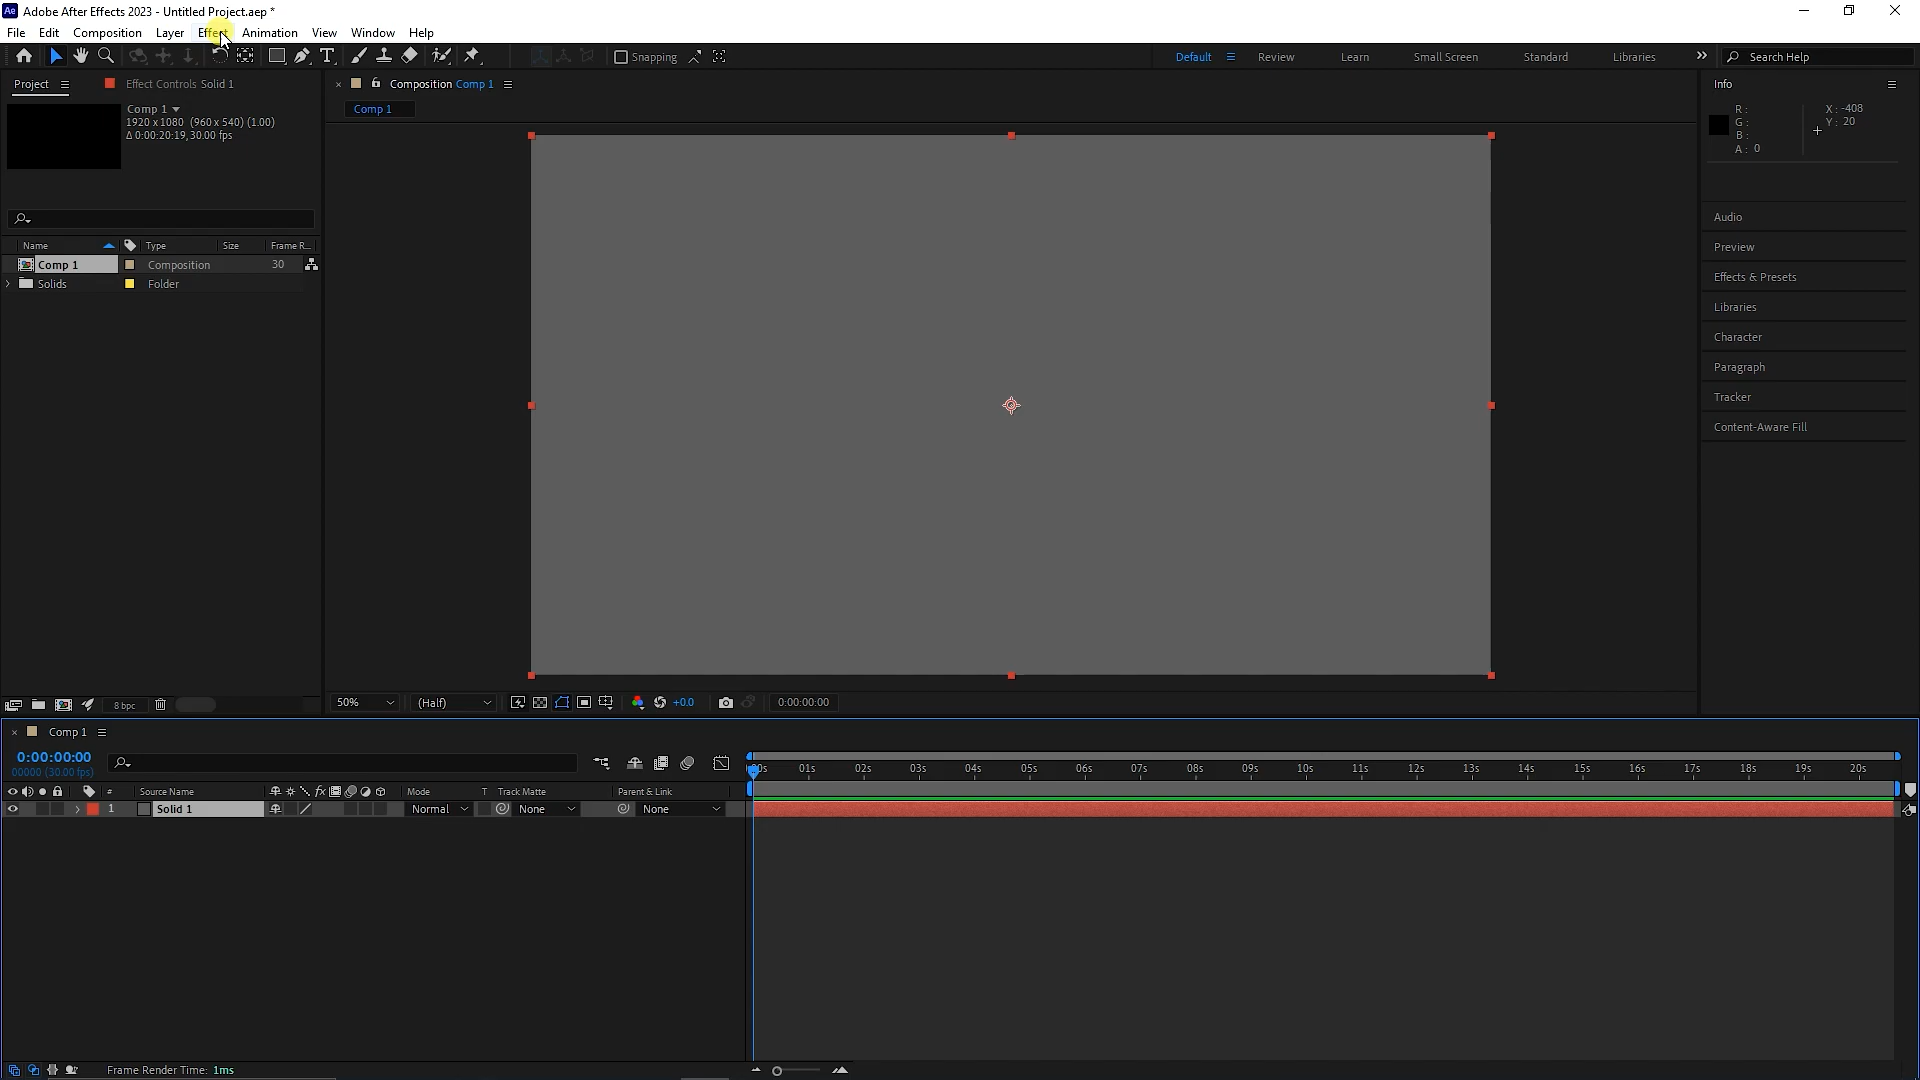 Adobe After Effects 2023 - Untitled Project.aep *
File Edit Composition Layer Effect Animation View Window Help
Snapping
Default Review Learn Small Screen Standard Libraries
Search Help
Project
Effect Controls Solid 1
Comp 1
1920 x1080 (960 x 540) (1.00)
Δ 0:00:20:19, 30.00 fps
Name Type Size Frame R...
Comp 1 Composition 30
Solids Folder
8 bpc
Composition Comp 1
Comp 1
50% (Half) +0.0 0:00:00:00
Info
R :
G :
B :
A : 0
X : -408
Y : 20
Audio
Preview
Effects & Presets
Libraries
Character
Paragraph
Tracker
Content-Aware Fill
Comp 1
0:00:00:00
00000 (30.00 fps)
# Source Name Mode T Track Matte Parent & Link
1 Solid 1 Normal None None
00s 01s 02s 03s 04s 05s 06s 07s 08s 09s 10s 11s 12s 13s 14s 15s 16s 17s 18s 19s 20s
Frame Render Time: 1ms